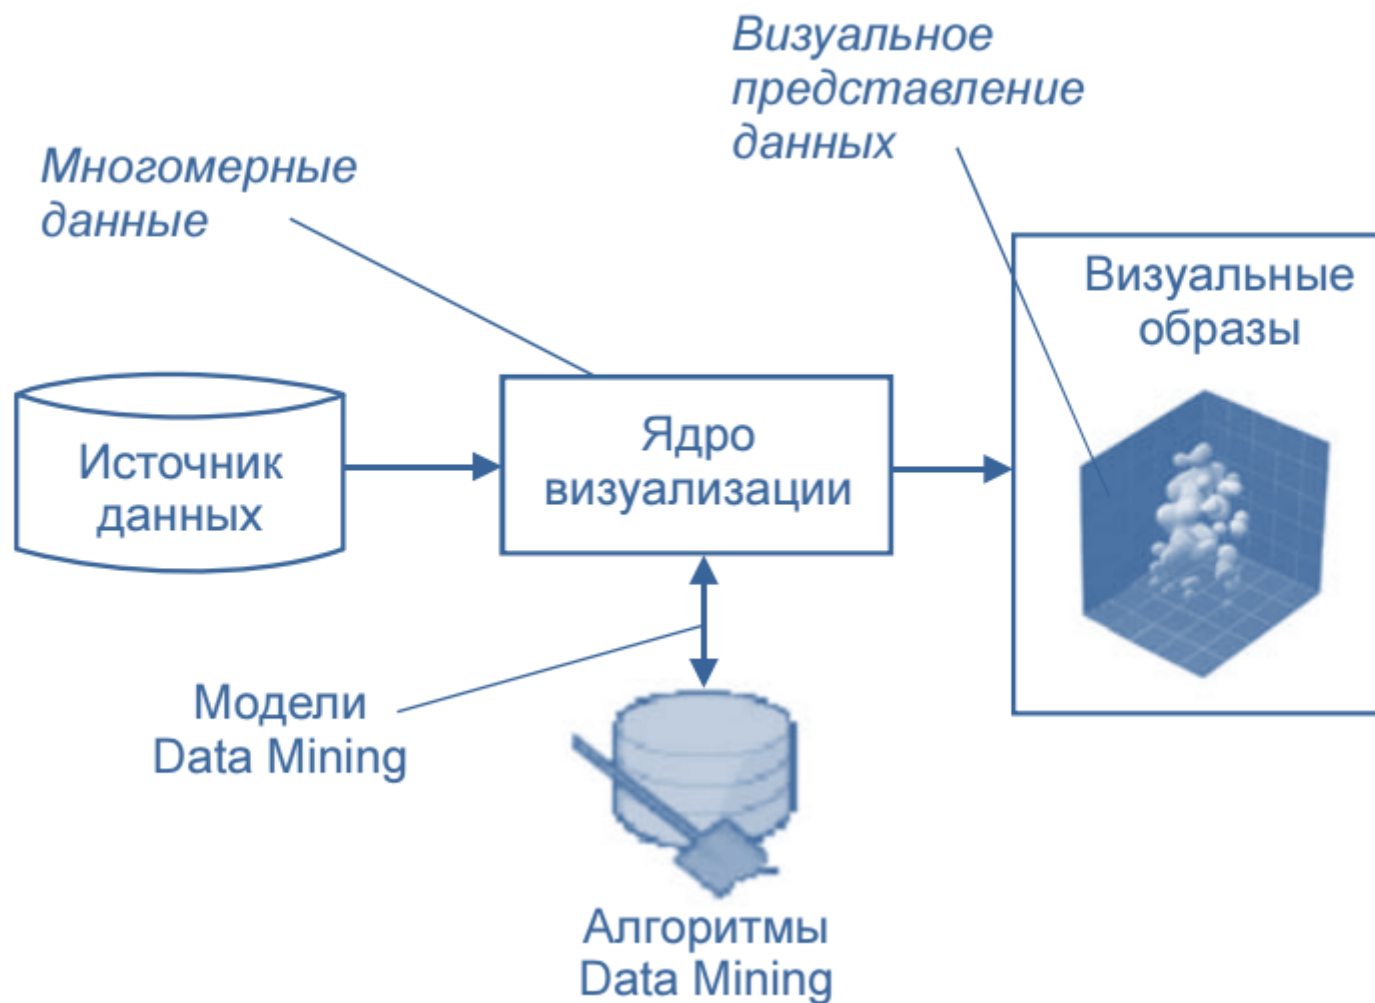 Визуальное
представление
данных
Многомерные
данные
Визуальные
образы
Источник
данных
Ядро
визуализации
Модели
Data Mining
Алгоритмы
Data Mining